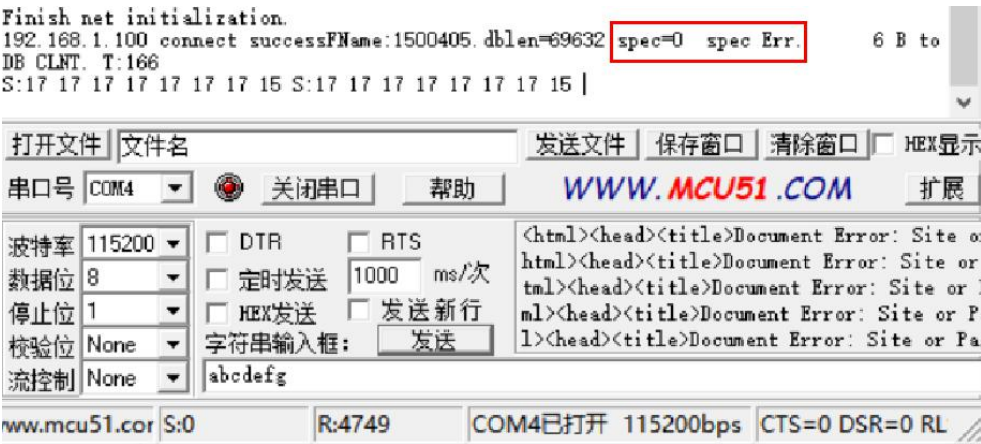 Finish net initialization.
192.168.1.100 connect successFName:1500405.dblen=69632 spec=0 spec Err. 6 B to
DB CLNT. T:166
S:17 17 17 17 17 17 17 15 S:17 17 17 17 17 17 17 15
打开文件 文件名 发送文件 保存窗口 清除窗口 HEX显示
串口号 COM4 关闭串口 帮助 WWW.MCU51.COM 扩展
波特率 115200 DTR RTS
数据位 8 定时发送 1000 ms/次
停止位 1 HEX发送 发送新行
校验位 None 字符串输入框: 发送
流控制 None abcdefg
<html><head><title>Document Error: Site o
html><head><title>Document Error: Site or
tml><head><title>Document Error: Site or
ml><head><title>Document Error: Site or P
l><head><title>Document Error: Site or Pa
www.mcu51.cor S:0 R:4749 COM4已打开 115200bps CTS=0 DSR=0 RL